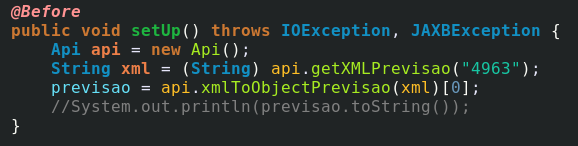 @Before
public void setUp() throws IOException, JAXBException {
    Api api = new Api();
    String xml = (String) api.getXMLPrevisao("4963");
    previsao = api.xmlToObjectPrevisao(xml)[0];
    //System.out.println(previsao.toString());
}